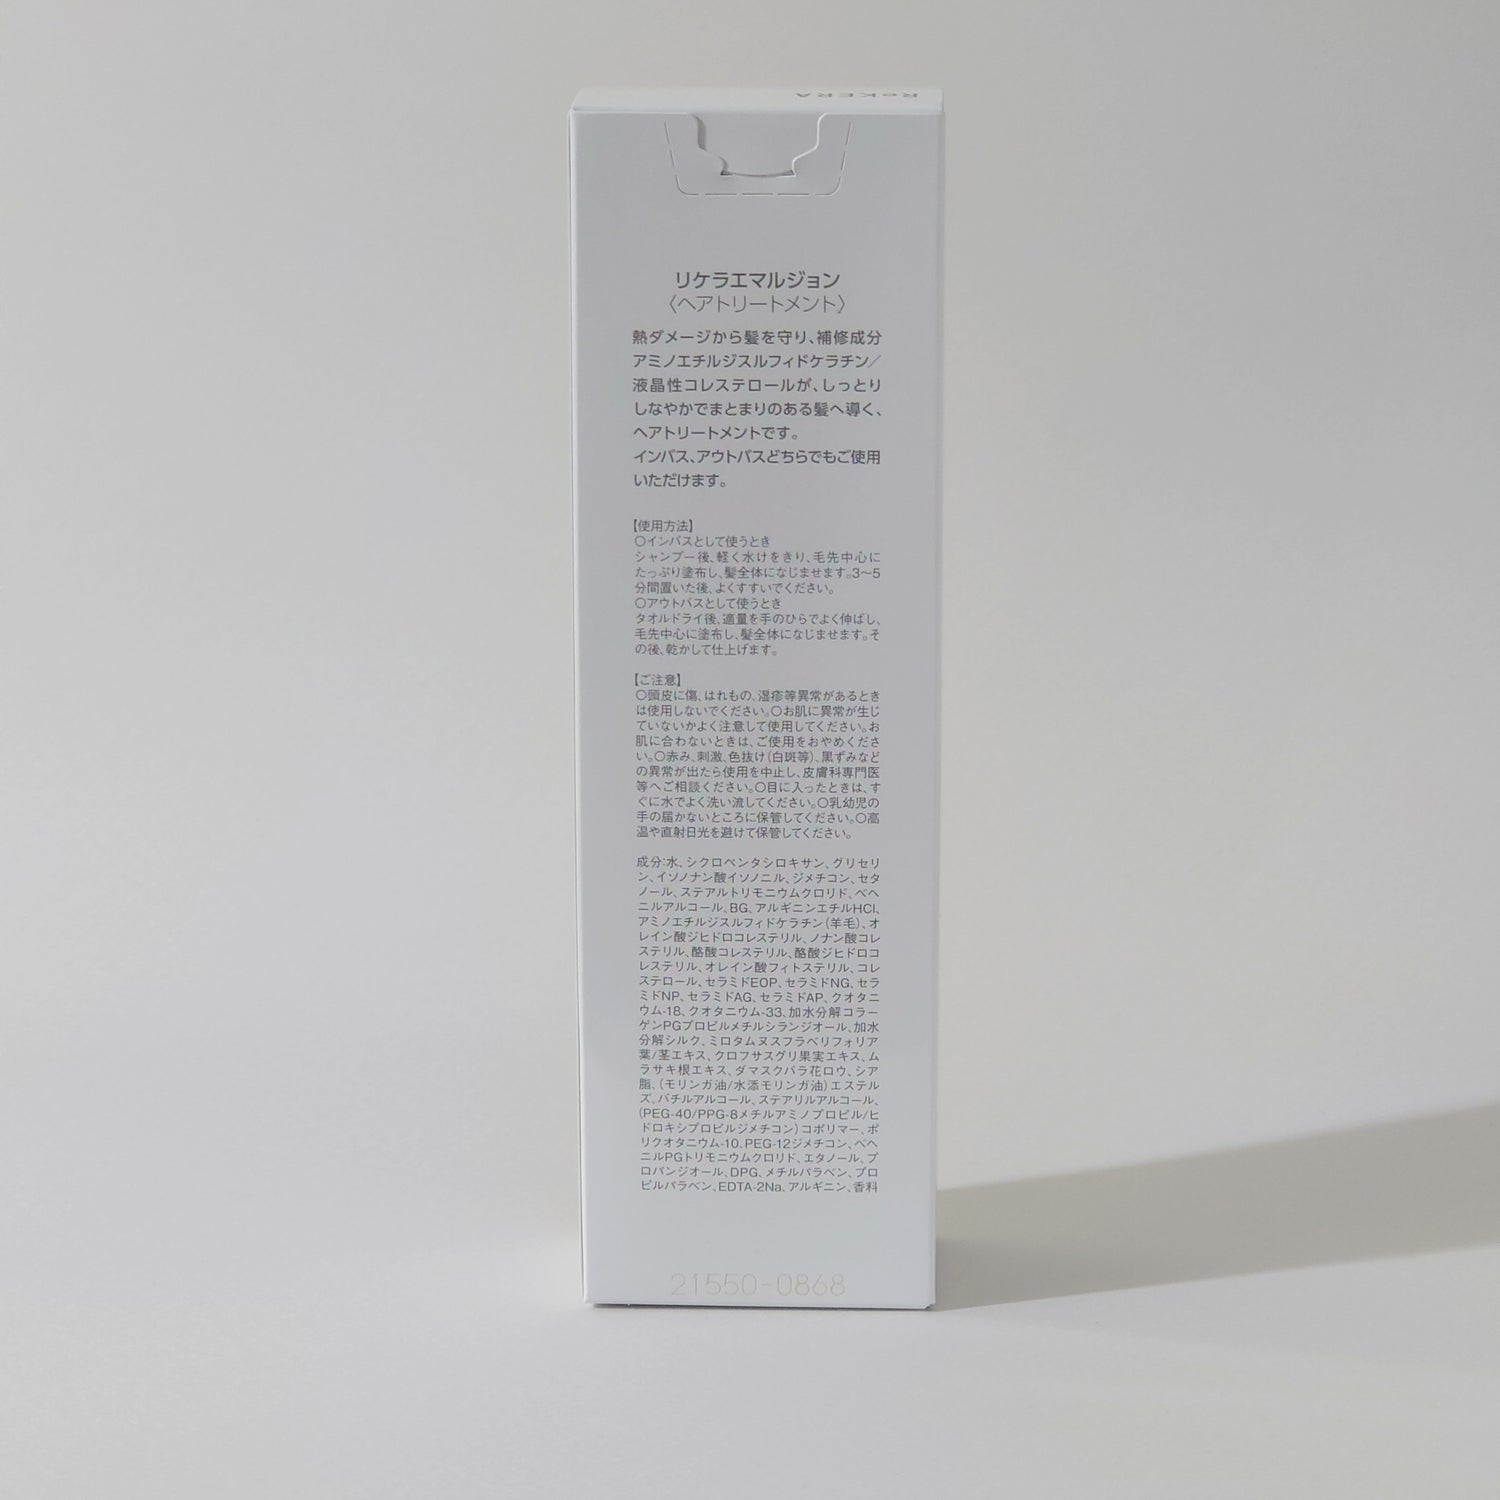 ReKERA
リケラエマルジョン
〈ヘアトリートメント〉
熱ダメージから髪を守り、補修成分
アミノエチルジスルフィドケラチン／
液晶性コレステロールが、しっとり
しなやかでまとまりのある髪へ導く、
ヘアトリートメントです。
インバス、アウトバスどちらでもご使用
いただけます。
【使用方法】
〇インバスとして使うとき
シャンプー後、軽く水けをきり、毛先中心に
たっぷり塗布し、髪全体になじませます。3〜5
分間置いた後、よくすすいでください。
〇アウトバスとして使うとき
タオルドライ後、適量を手のひらでよく伸ばし、
毛先中心に塗布し、髪全体になじませます。そ
の後、乾かして仕上げます。
【ご注意】
〇頭皮に傷、はれもの、湿疹等異常があるとき
は使用しないでください。〇お肌に異常が生じ
ていないかよく注意して使用してください。お
肌に合わないときは、ご使用をおやめくださ
い。〇赤み、刺激、色抜け(白斑等)、黒ずみなど
の異常が出たら使用を中止し、皮膚科専門医
等へご相談ください。〇目に入ったときは、す
ぐに水でよく洗い流してください。〇乳幼児の
手の届かないところに保管してください。〇高
温や直射日光を避けて保管してください。
成分:水、シクロペンタシロキサン、グリセリ
ン、イソノナン酸イソノニル、ジメチコン、セタ
ノール、ステアルトリモニウムクロリド、ベヘ
ニルアルコール、BG、アルギニンエチルHCl、
アミノエチルジスルフィドケラチン(羊毛)、オ
レイン酸ジヒドロコレステリル、ノナン酸コレ
ステリル、酪酸コレステリル、酪酸ジヒドロコ
レステリル、オレイン酸フィトステリル、コレ
ステロール、セラミドEOP、セラミドNG、セラ
ミドNP、セラミドAG、セラミドAP、クオタニ
ウム-18、クオタニウム-33、加水分解コラー
ゲンPGプロピルメチルシランジオール、加水
分解シルク、ミロタムヌスフラベリフォリア
葉/茎エキス、クロフサスグリ果実エキス、ム
ラサキ根エキス、ダマスクバラ花ロウ、シア
脂、(モリンガ油/水添モリンガ油)エステル
ズ、バチルアルコール、ステアリルアルコール、
(PEG-40/PPG-8メチルアミノプロピル/ヒ
ドロキシプロピルジメチコン)コポリマー、ポ
リクオタニウム-10、PEG-12ジメチコン、ベヘ
ニルPGトリモニウムクロリド、エタノール、プ
ロパンジオール、DPG、メチルパラベン、プロ
ピルパラベン、EDTA-2Na、アルギニン、香料
21550-0868